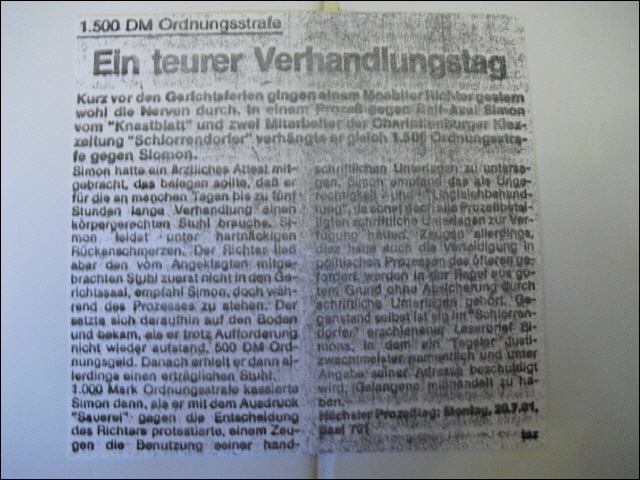 1.500 DM Ordnungsstrafe
Ein teurer Verhandlungstag
Kurz vor den Gerichtsferien gingen einem Moabiter Richter gestern
wohl die Nerven durch. In einem Prozeß gegen Ralf-Axel Simon
vom "Knastblatt" und zwei Mitarbeiter der Charlottenburger Kiez-
zeitung "Schlorrendorfer" verhängte er gleich 1.500 Ordnungsstra-
fe gegen Siomon.
Simon hatte ein ärztliches Attest mit-
gebracht, das belegen sollte, daß er
für die an manchen Tagen bis zu fünf
Stunden lange Verhandlung einen
körpergerechten Stuhl brauche. Si-
mon leidet unter hartnäckigen
Rückenschmerzen. Der Richter ließ
aber den vom Angeklagten mitge-
brachten Stuhl zuerst nicht in den Ge-
richtssaal, empfahl Simon, doch wäh-
rend des Prozesses zu stehen. Der
setzte sich daraufhin auf den Boden
und bekam, als er trotz Aufforderung
nicht wieder aufstand, 500 DM Ord-
nungsgeld. Danach erhielt er dann al-
lerdings einen erträglichen Stuhl.
1.000 Mark Ordnungsstrafe kassierte
Simon dann, als er mit dem Ausdruck
"Sauerei" gegen die Entscheidung
des Richters protestierte, einem Zeu-
gen die Benutzung seiner hand-
schriftlichen Unterlagen zu untersa-
gen. Simon empfand das als Unge-
rechtigkeit und "Ungleichbehand-
lung", da sonst doch alle Prozeßbetei-
ligten schriftliche Unterlagen zur Ver-
fügung hätten. Zeugen allerdings,
dies habe auch die Verteidigung in
politischen Prozessen des öfteren ge-
fordert, werden in der Regel aus gu-
tem Grund ohne Absicherung durch
schriftliche Unterlagen gehört. Ge-
genstand selbst ist ein im "Schlorren-
dorfer" erschienener Leserbrief Si-
mons, in dem ein Tegeler Justiz-
wachtmeister namentlich und unter
Angabe seiner Adresse beschuldigt
wird, Gefangene mißhandelt zu ha-
ben.
Nächster Prozeßtag: Montag,
Saal 701